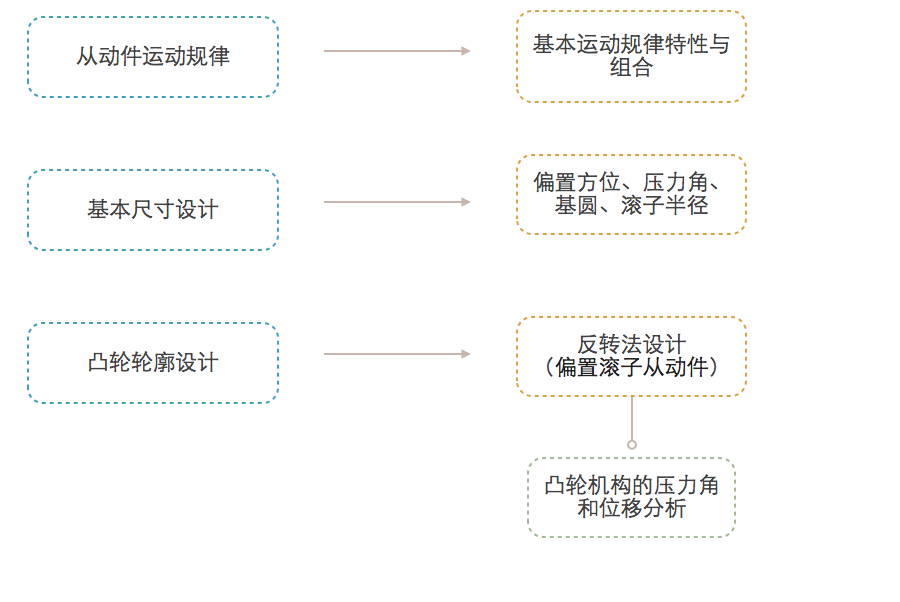 从动件运动规律
基本运动规律特性与
组合
基本尺寸设计
偏置方位、压力角、
基圆、滚子半径
凸轮轮廓设计
反转法设计
（偏置滚子从动件）
凸轮机构的压力角
和位移分析